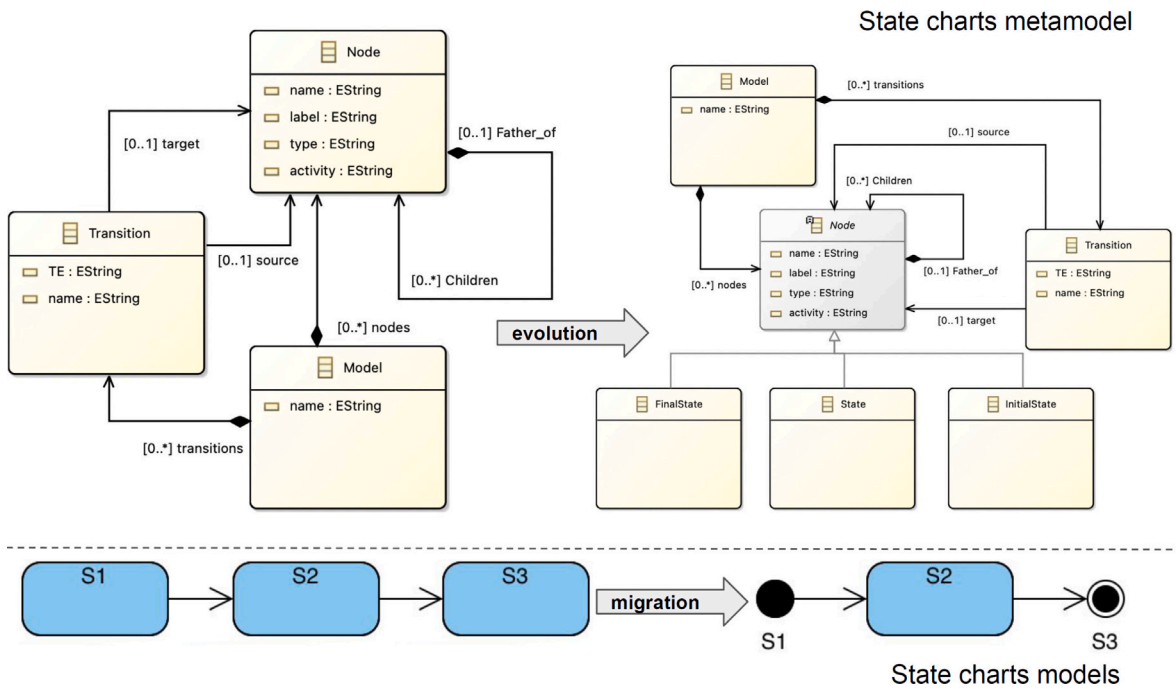 State charts metamodel
Node
name : EString
label : EString
type : EString
activity : EString
[0..1] target
[0..1] Father_of
Transition
TE : EString
name : EString
[0..1] source
[0..*] Children
[0..*] nodes
Model
name : EString
[0..*] transitions
evolution
Model
name : EString
[0..*] transitions
[0..1] source
[0..*] Children
Node
name : EString
label : EString
type : EString
activity : EString
[0..1] Father_of
[0..*] nodes
Transition
TE : EString
name : EString
[0..1] target
FinalState
State
InitialState
S1
S2
S3
migration
S1
S2
S3
State charts models